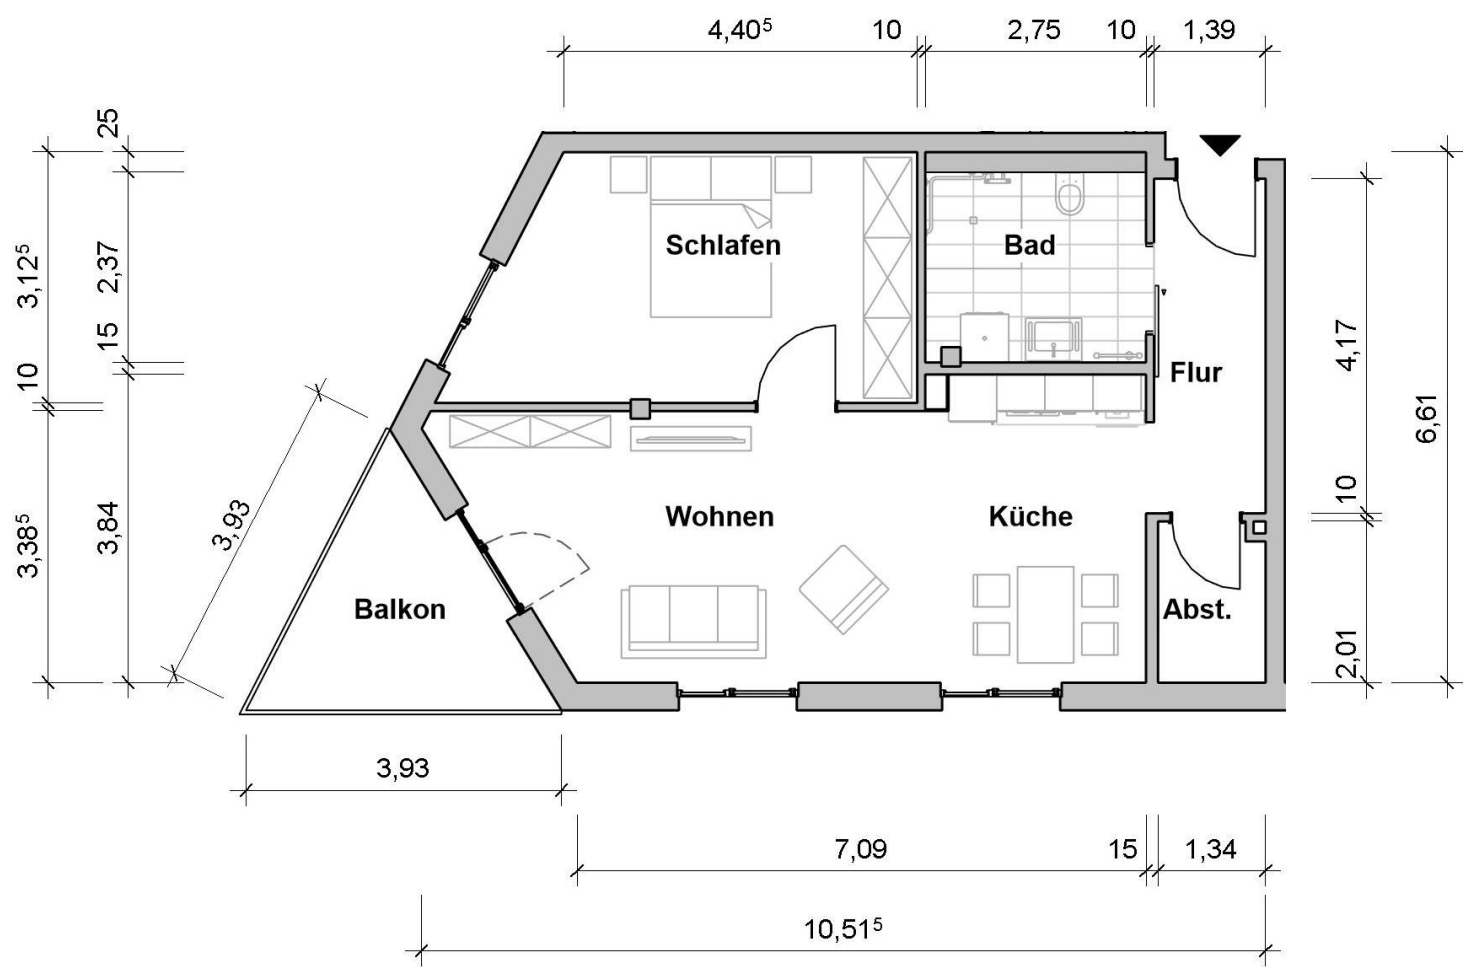 4,40⁵ 10 2,75 10 1,39
25
3,12⁵
2,37
15
10
3,38⁵
3,84
3,93
Schlafen
Bad
Flur
4,17
6,61
10
2,01
Wohnen
Küche
Balkon
Abst.
3,93
7,09 15 1,34
10,51⁵